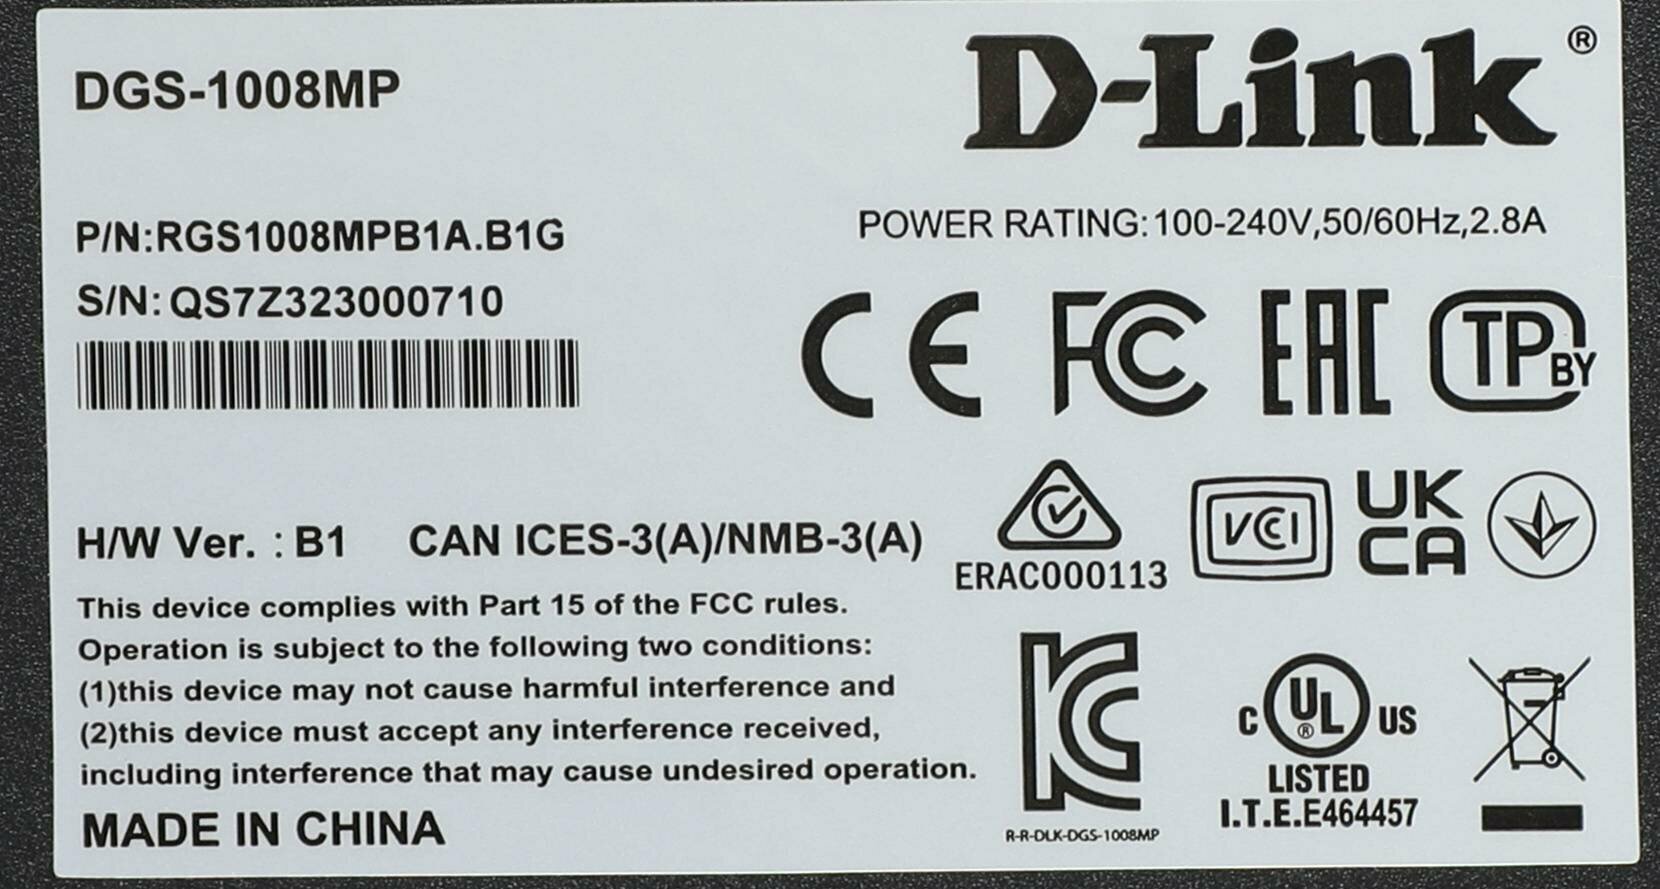 DGS-1008MP
D-Link®
P/N:RGS1008MPB1A.B1G
POWER RATING:100-240V,50/60Hz,2.8A
S/N: QS7Z323000710
CE FC EAC TP BY
H/W Ver. : B1 CAN ICES-3(A)/NMB-3(A)
ERAC000113
VCCI
UK
CA
This device complies with Part 15 of the FCC rules.
Operation is subject to the following two conditions:
(1)this device may not cause harmful interference and
(2)this device must accept any interference received,
including interference that may cause undesired operation.
MADE IN CHINA
KC
R-R-DLK-DGS-1008MP
C UL® US
LISTED
I.T.E.E464457